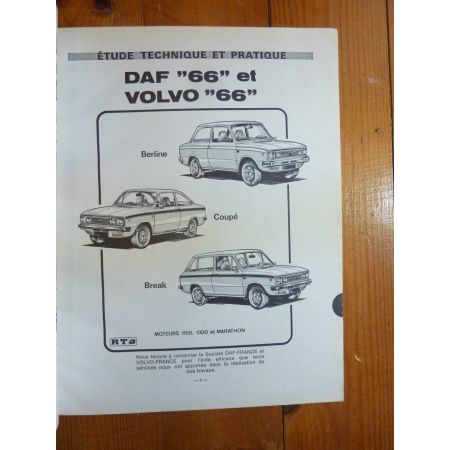 ÉTUDE TECHNIQUE ET PRATIQUE
DAF "66" et
VOLVO "66"
Berline
Coupé
Break
MOTEURS 1100, 1300 et MARATHON
RTa
Nous tenons à remercier la Société DAF-FRANCE et
VOLVO-FRANCE pour l'aide efficace que leurs
services nous ont apportée dans la réalisation de
nos travaux.